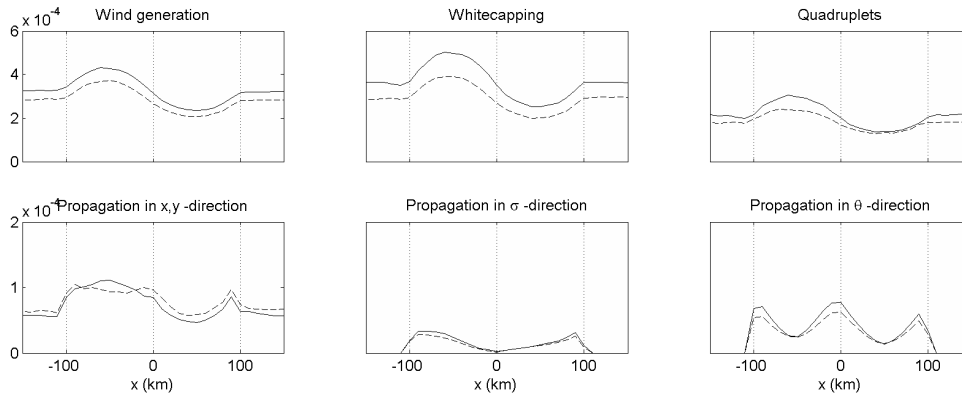 Wind generation
Whitecapping
Quadruplets
x 10-4
6
4
2
0
Propagation in x,y -direction
Propagation in σ -direction
Propagation in θ -direction
x 10-4
2
1
0
-100 0 100
-100 0 100
-100 0 100
x (km)
x (km)
x (km)